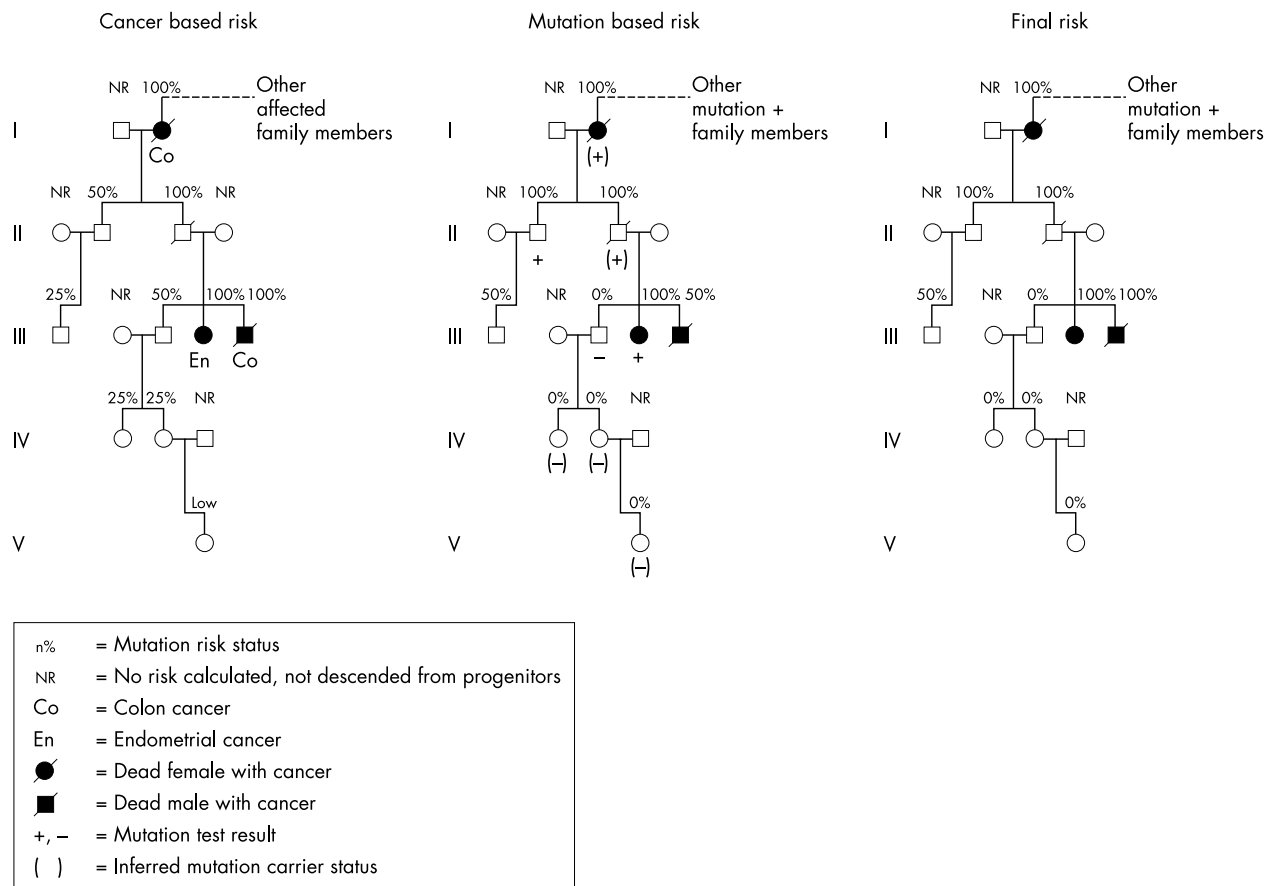 Cancer based risk
Mutation based risk
Final risk
NR 100%
Other
affected
family members
NR 100%
Other
mutation +
family members
NR 100%
Other
mutation +
family members
I
Co
I
(+)
I
NR 50% 100% NR
NR 100% 100%
NR 100% 100%
II
II
+ (+)
II
25% NR 50% 100% 100%
50% NR 0% 100% 50%
50% NR 0% 100% 100%
III
En Co
III
− +
III
25% 25% NR
0% 0% NR
0% 0% NR
IV
IV
(−) (−)
IV
Low
0%
0%
V
V
(−)
V
n% = Mutation risk status
NR = No risk calculated, not descended from progenitors
Co = Colon cancer
En = Endometrial cancer
= Dead female with cancer
= Dead male with cancer
+, − = Mutation test result
( ) = Inferred mutation carrier status